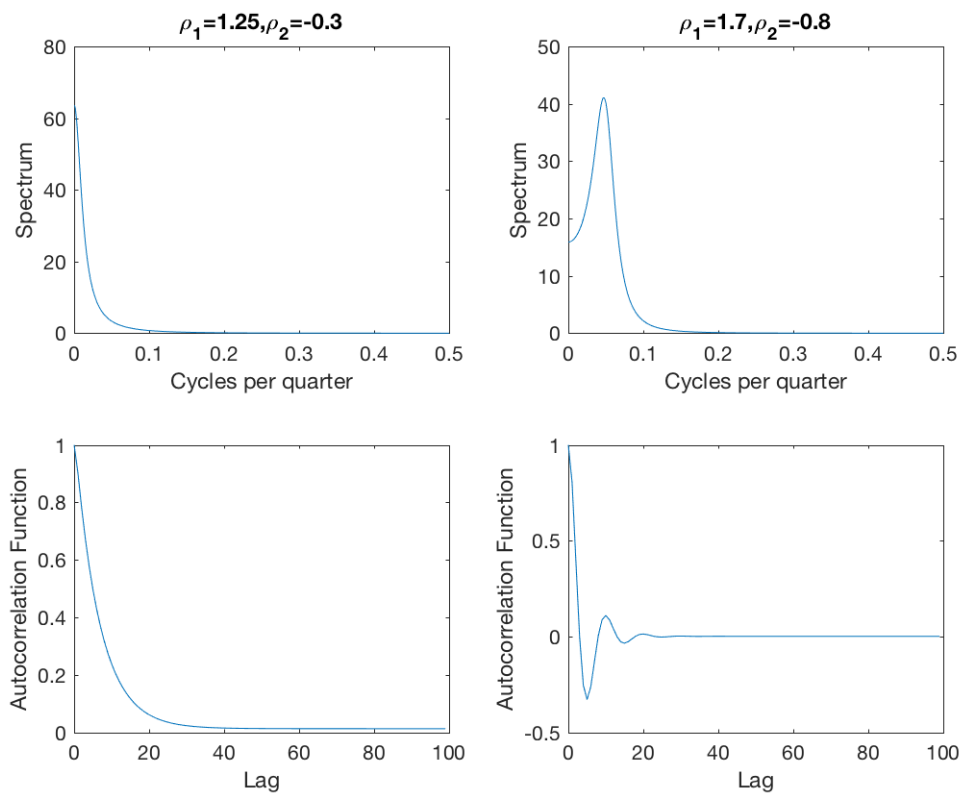 ρ₁=1.25,ρ₂=-0.3
80
60
40
20
0
Spectrum
0 0.1 0.2 0.3 0.4 0.5
Cycles per quarter
ρ₁=1.7,ρ₂=-0.8
50
40
30
20
10
0
Spectrum
0 0.1 0.2 0.3 0.4 0.5
Cycles per quarter
1
0.8
0.6
0.4
0.2
0
Autocorrelation Function
0 20 40 60 80 100
Lag
1
0.5
0
-0.5
Autocorrelation Function
0 20 40 60 80 100
Lag